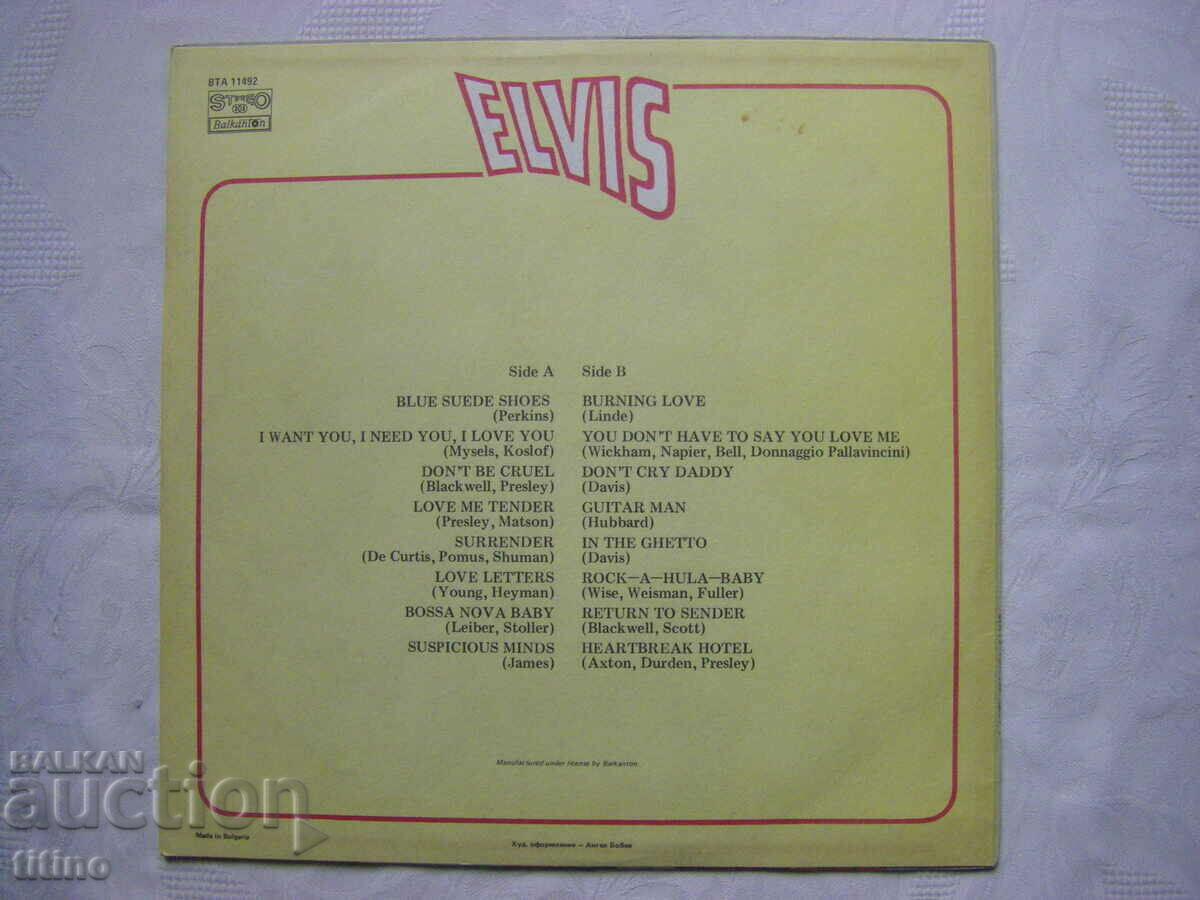 BTA 11492
STEREO
33
Balkanton
ELVIS
Side A
BLUE SUEDE SHOES
(Perkins)
I WANT YOU, I NEED YOU, I LOVE YOU
(Mysels, Koslof)
DON'T BE CRUEL
(Blackwell, Presley)
LOVE ME TENDER
(Presley, Matson)
SURRENDER
(De Curtis, Pomus, Shuman)
LOVE LETTERS
(Young, Heyman)
BOSSA NOVA BABY
(Leiber, Stoller)
SUSPICIOUS MINDS
(James)
Side B
BURNING LOVE
(Linde)
YOU DON'T HAVE TO SAY YOU LOVE ME
(Wickham, Napier, Bell, Donnaggio Pallavincini)
DON'T CRY DADDY
(Davis)
GUITAR MAN
(Hubbard)
IN THE GHETTO
(Davis)
ROCK—A—HULA—BABY
(Wise, Weisman, Fuller)
RETURN TO SENDER
(Blackwell, Scott)
HEARTBREAK HOTEL
(Axton, Durden, Presley)
Manufactured under license by Balkanton
Made in Bulgaria
Худ. оформление – Ангел Бобев
BALKAN
auction
titino